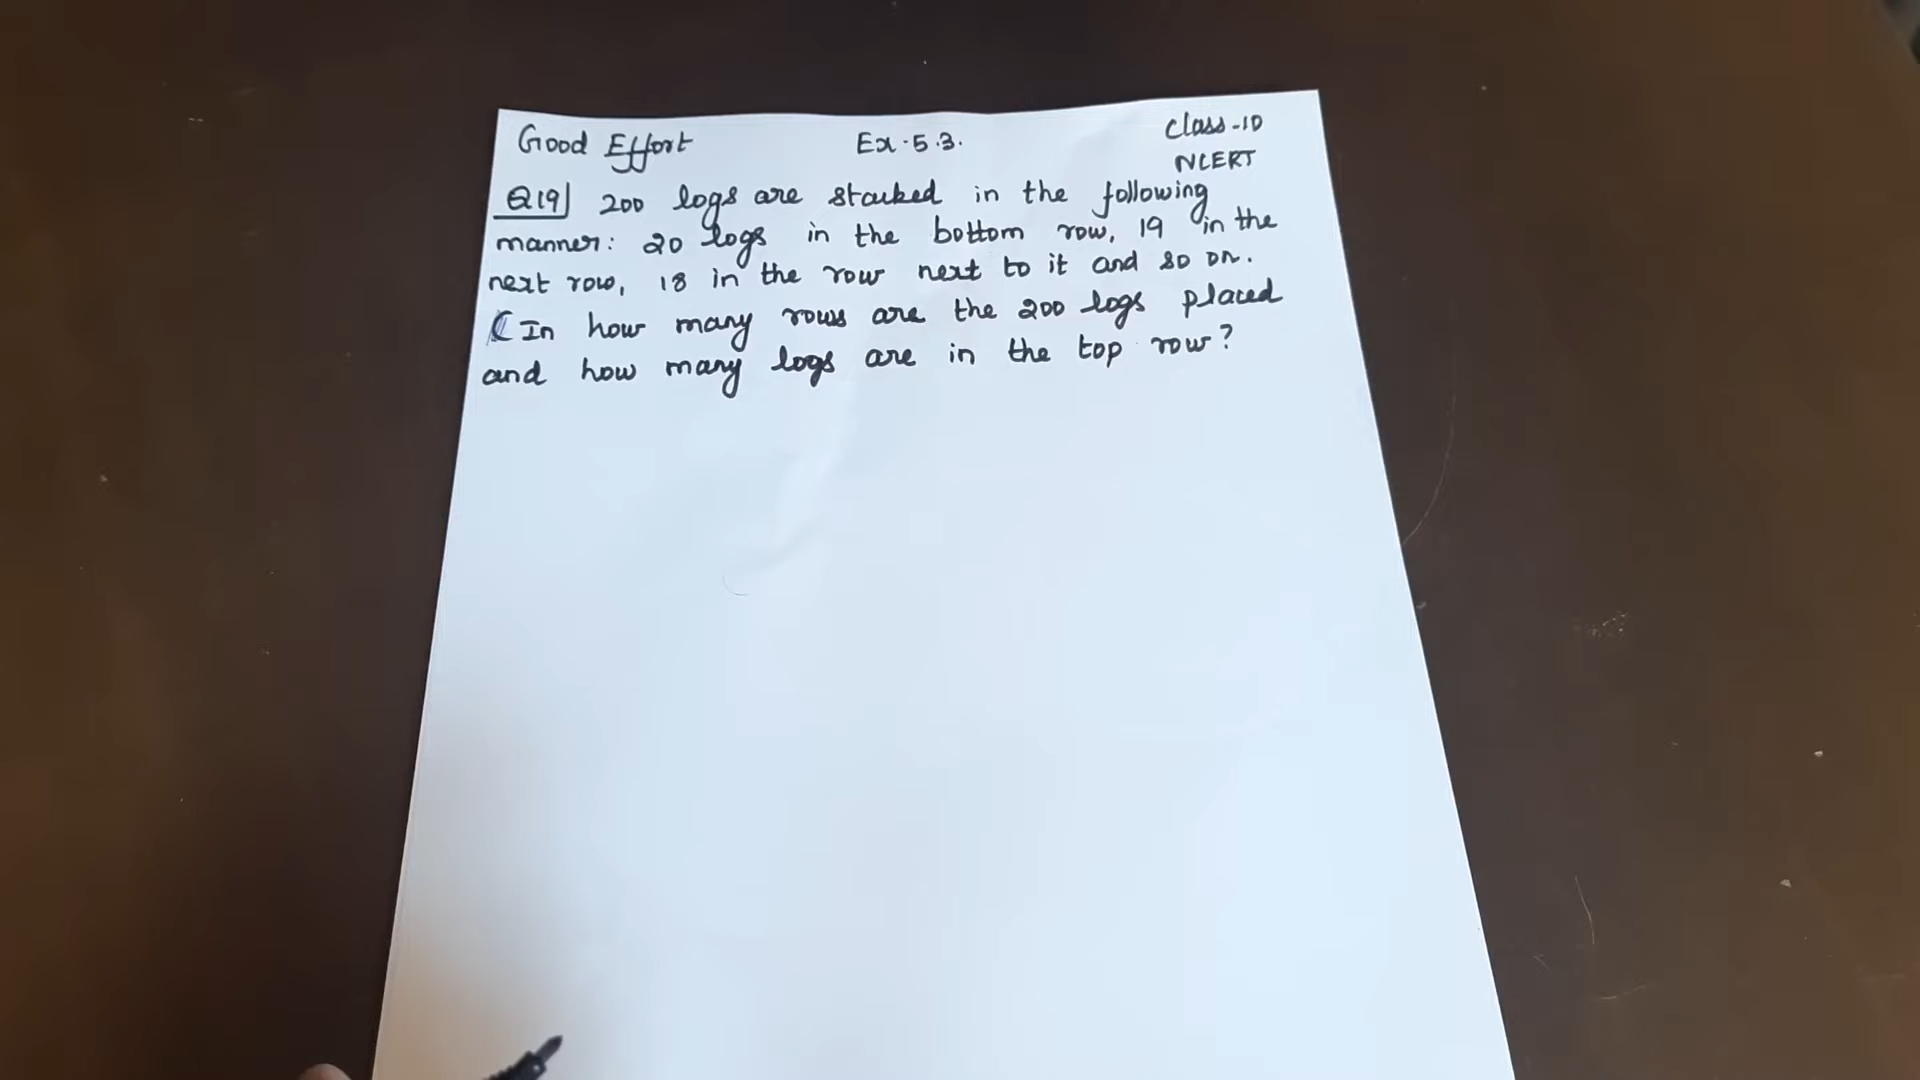 Good Effort Ex. 5.3. Class-10
NCERT
Q19] 200 logs are stacked in the following
manner: 20 logs in the bottom row, 19 in the
next row, 18 in the row next to it and so on.
(In how many rows are the 200 logs placed
and how many logs are in the top row?